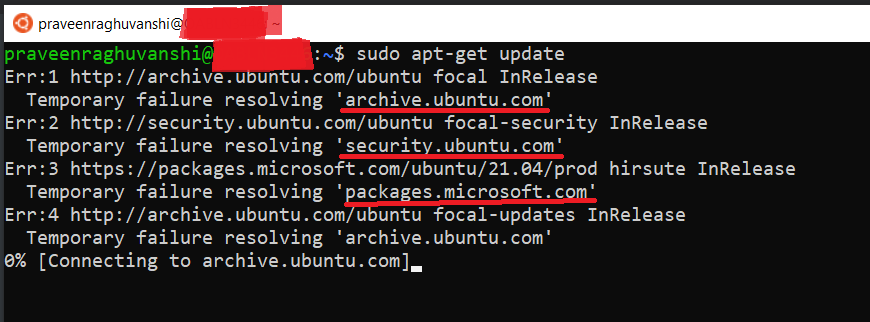 praveenraghuvanshi@ ~
praveenraghuvanshi@ :~$ sudo apt-get update
Err:1 http://archive.ubuntu.com/ubuntu focal InRelease
  Temporary failure resolving 'archive.ubuntu.com'
Err:2 http://security.ubuntu.com/ubuntu focal-security InRelease
  Temporary failure resolving 'security.ubuntu.com'
Err:3 https://packages.microsoft.com/ubuntu/21.04/prod hirsute InRelease
  Temporary failure resolving 'packages.microsoft.com'
Err:4 http://archive.ubuntu.com/ubuntu focal-updates InRelease
  Temporary failure resolving 'archive.ubuntu.com'
0% [Connecting to archive.ubuntu.com]